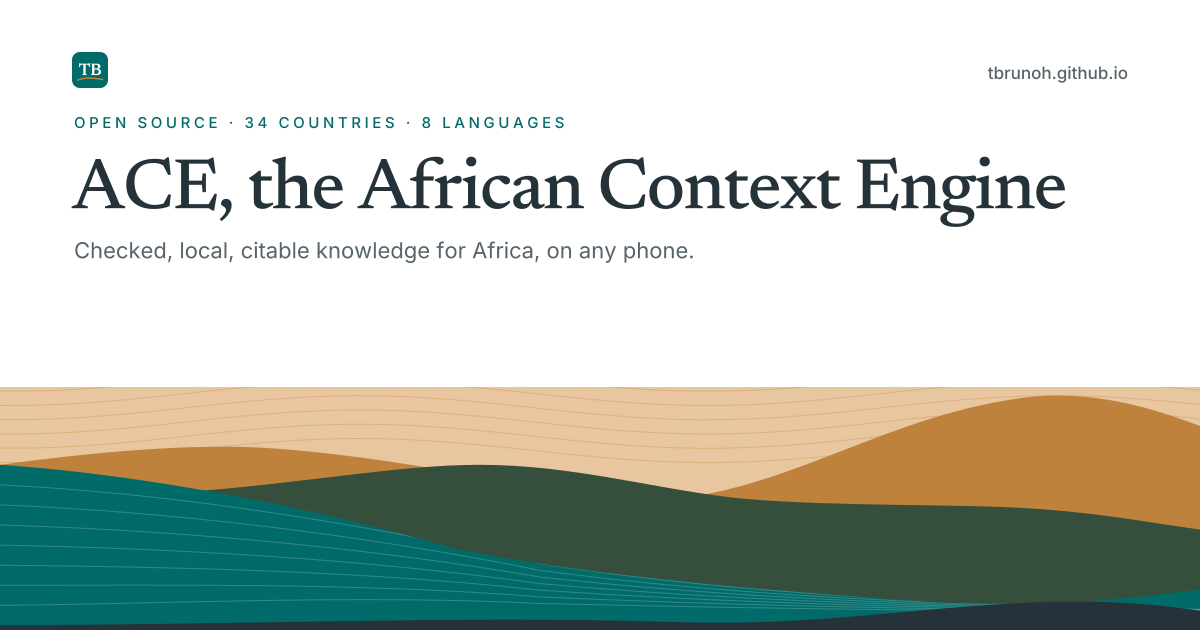 TB
tbrunoh.github.io
OPEN SOURCE · 34 COUNTRIES · 8 LANGUAGES
ACE, the African Context Engine
Checked, local, citable knowledge for Africa, on any phone.